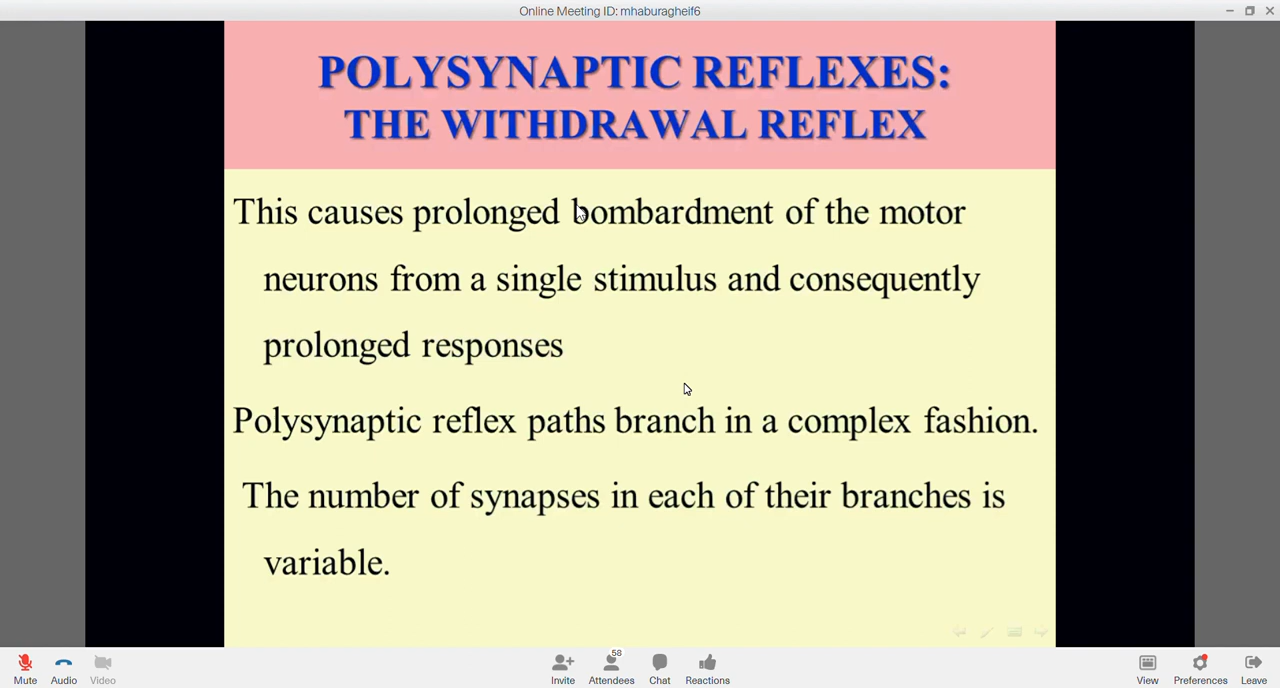 Online Meeting ID: mhaburagheif6
POLYSYNAPTIC REFLEXES:
THE WITHDRAWAL REFLEX
This causes prolonged bombardment of the motor
neurons from a single stimulus and consequently
prolonged responses
Polysynaptic reflex paths branch in a complex fashion.
The number of synapses in each of their branches is
variable.
58
Mute Audio Video Invite Attendees Chat Reactions View Preferences Leave